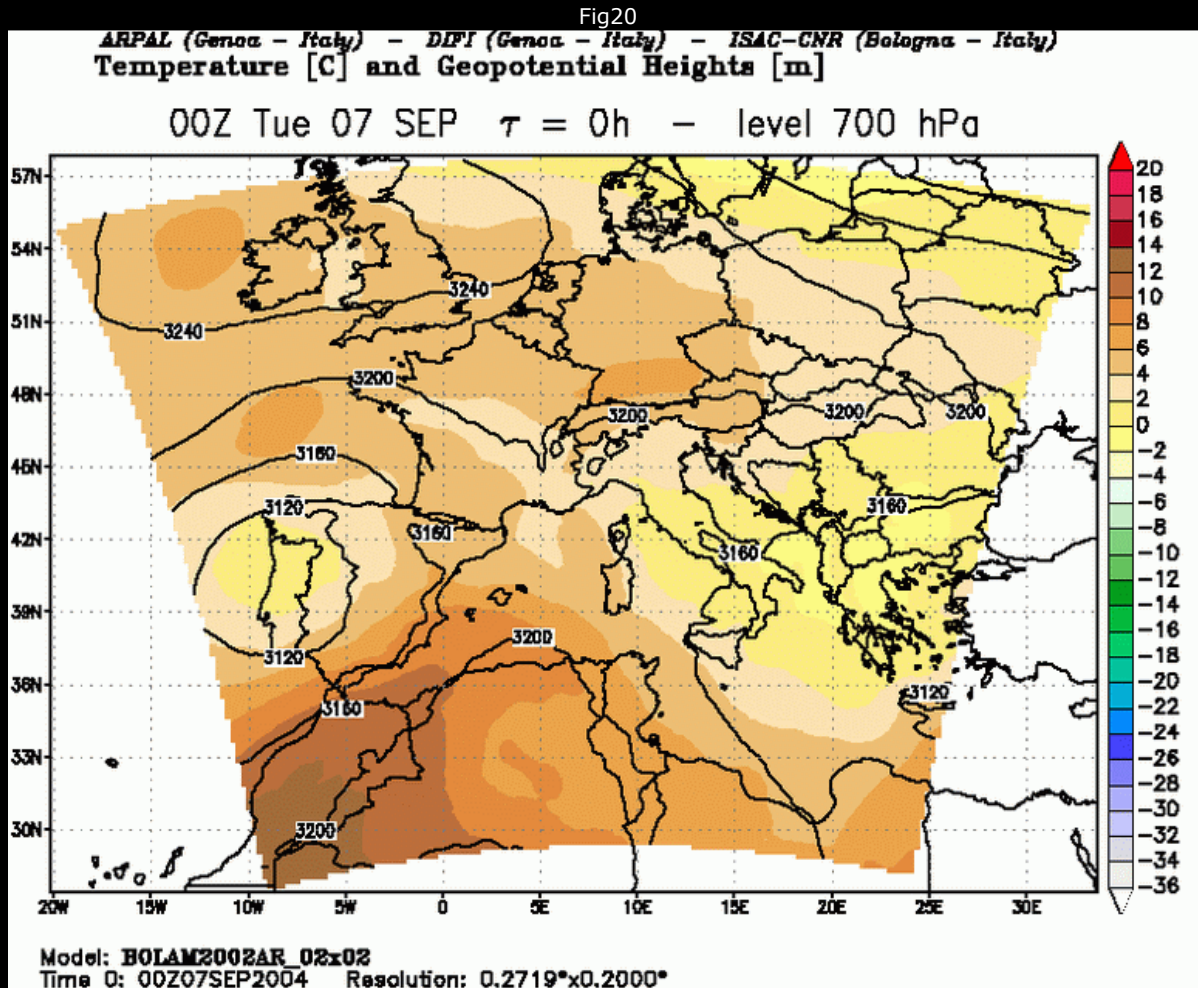 Fig20
ARPAL (Genoa - Italy) - DIFI (Genoa - Italy) - ISAC-CNR (Bologna - Italy)
Temperature [C] and Geopotential Heights [m]
00Z Tue 07 SEP τ = 0h - level 700 hPa
57N
54N
51N
48N
45N
42N
39N
36N
33N
30N
3240
3240
3200
3200
3200
3200
3160
3120
3160
3160
3160
3120
3200
3160
3120
3200
20W 15W 10W 5W 0 5E 10E 15E 20E 25E 30E
20
18
16
14
12
10
8
6
4
2
0
-2
-4
-6
-8
-10
-12
-14
-16
-18
-20
-22
-24
-26
-28
-30
-32
-34
-36
Model: BOLAM2002AR_02x02
Time 0: 00Z07SEP2004 Resolution: 0.2719°x0.2000°